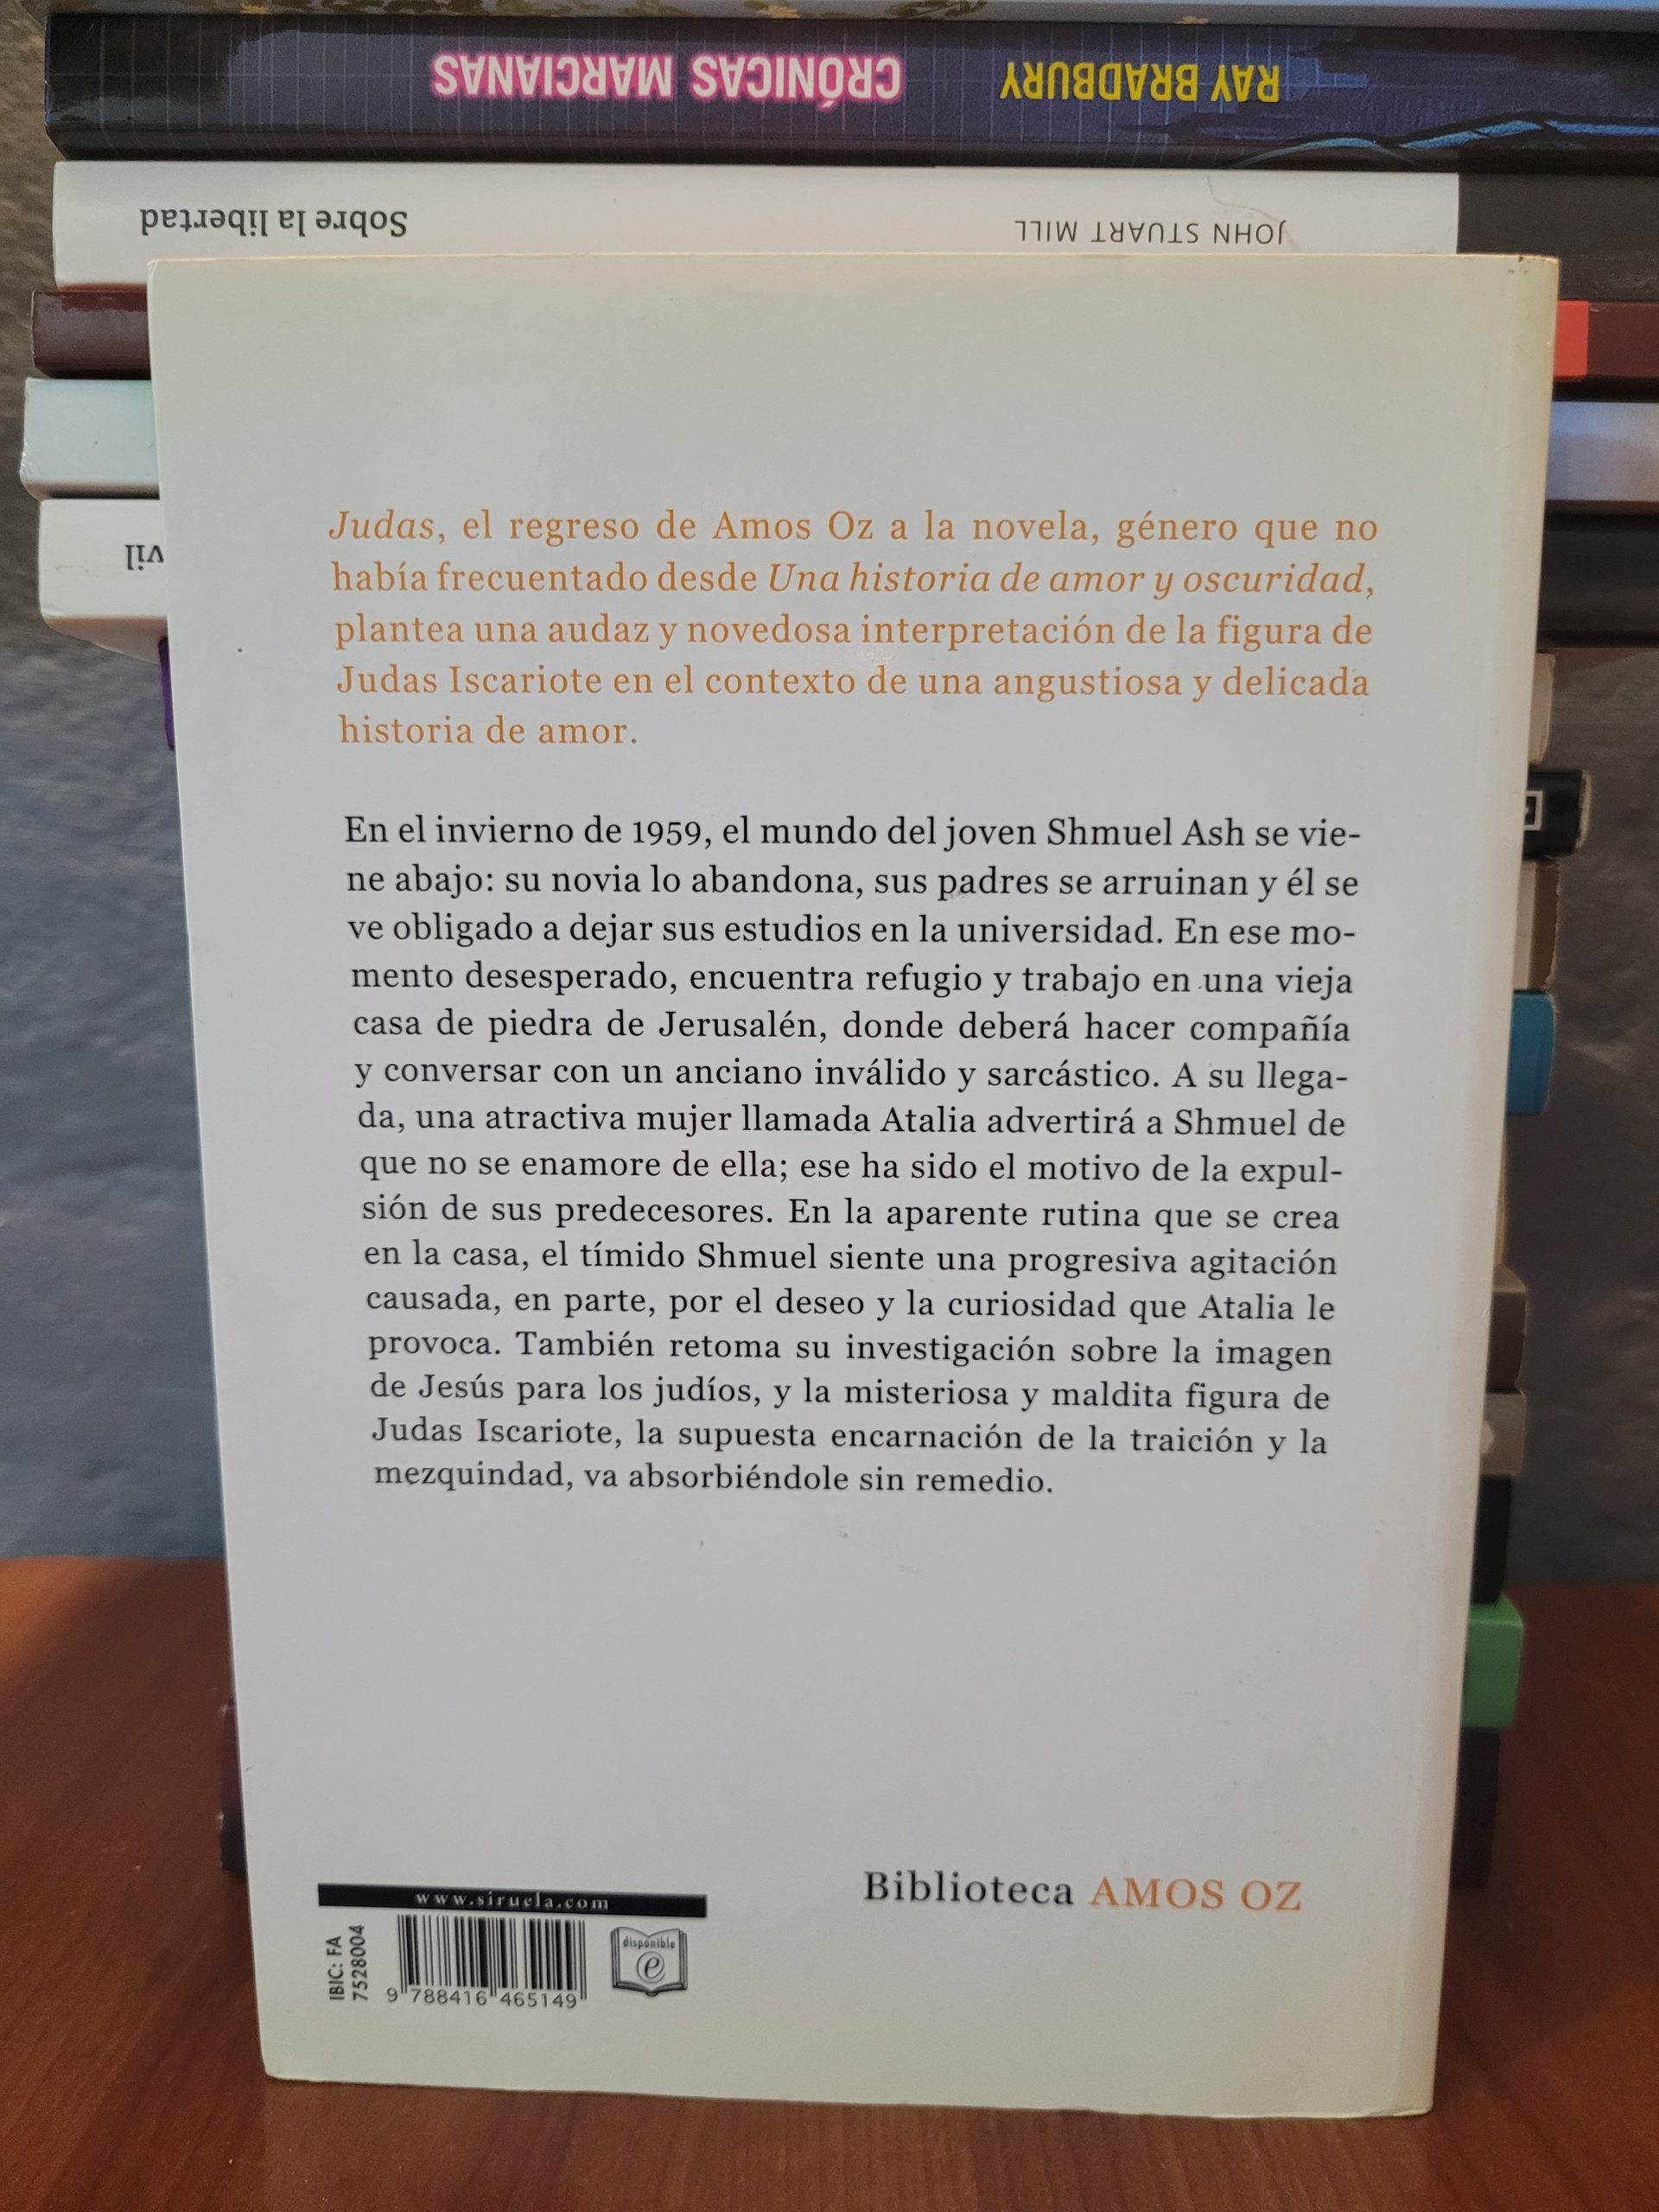 CRÓNICAS MARCIANAS
RAY BRADBURY
Sobre la libertad
JOHN STUART MILL
vil
Judas, el regreso de Amos Oz a la novela, género que no
había frecuentado desde Una historia de amor y oscuridad,
plantea una audaz y novedosa interpretación de la figura de
Judas Iscariote en el contexto de una angustiosa y delicada
historia de amor.
En el invierno de 1959, el mundo del joven Shmuel Ash se vie-
ne abajo: su novia lo abandona, sus padres se arruinan y él se
ve obligado a dejar sus estudios en la universidad. En ese mo-
mento desesperado, encuentra refugio y trabajo en una vieja
casa de piedra de Jerusalén, donde deberá hacer compañía
y conversar con un anciano inválido y sarcástico. A su llega-
da, una atractiva mujer llamada Atalia advertirá a Shmuel de
que no se enamore de ella; ese ha sido el motivo de la expul-
sión de sus predecesores. En la aparente rutina que se crea
en la casa, el tímido Shmuel siente una progresiva agitación
causada, en parte, por el deseo y la curiosidad que Atalia le
provoca. También retoma su investigación sobre la imagen
de Jesús para los judíos, y la misteriosa y maldita figura de
Judas Iscariote, la supuesta encarnación de la traición y la
mezquindad, va absorbiéndole sin remedio.
Biblioteca AMOS OZ
www.siruela.com
IBIC: FA
7528004
disponible
e
9 788416 465149